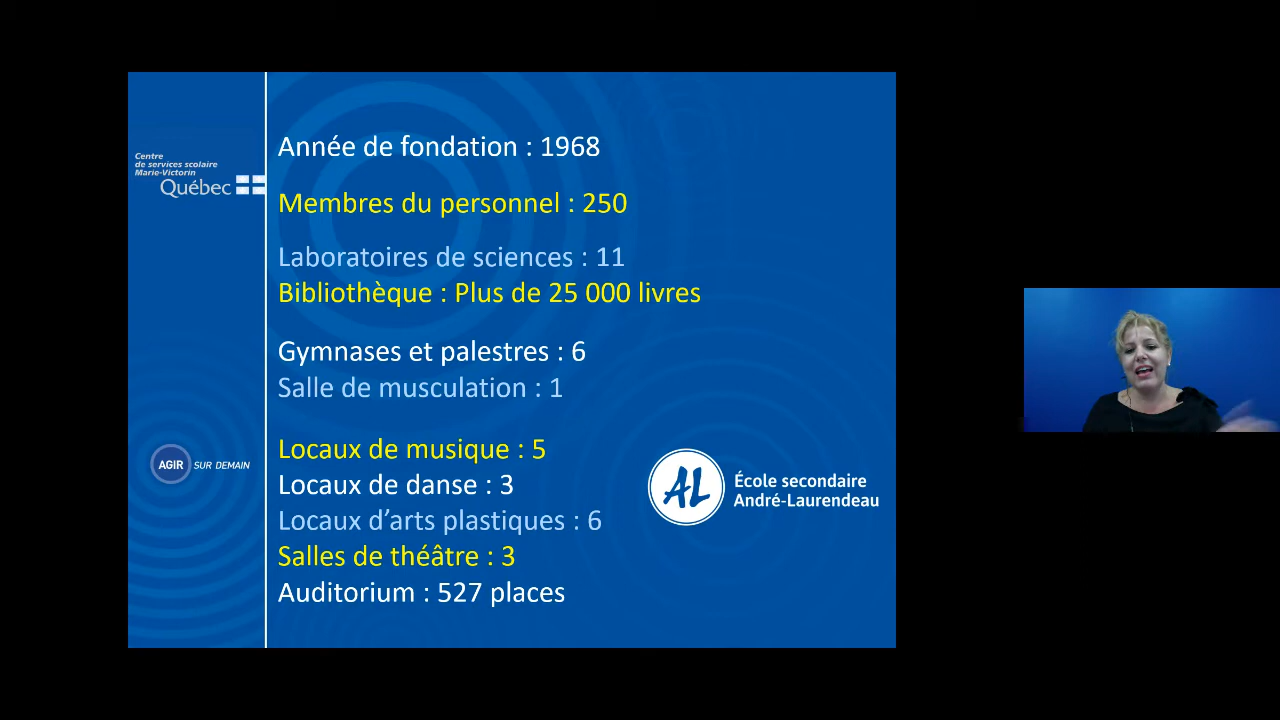 Centre
de services scolaire
Marie-Victorin
Québec
Année de fondation : 1968
Membres du personnel : 250
Laboratoires de sciences : 11
Bibliothèque : Plus de 25 000 livres
Gymnases et palestres : 6
Salle de musculation : 1
Locaux de musique : 5
Locaux de danse : 3
Locaux d’arts plastiques : 6
Salles de théâtre : 3
Auditorium : 527 places
AGIR SUR DEMAIN
AL
École secondaire
André-Laurendeau